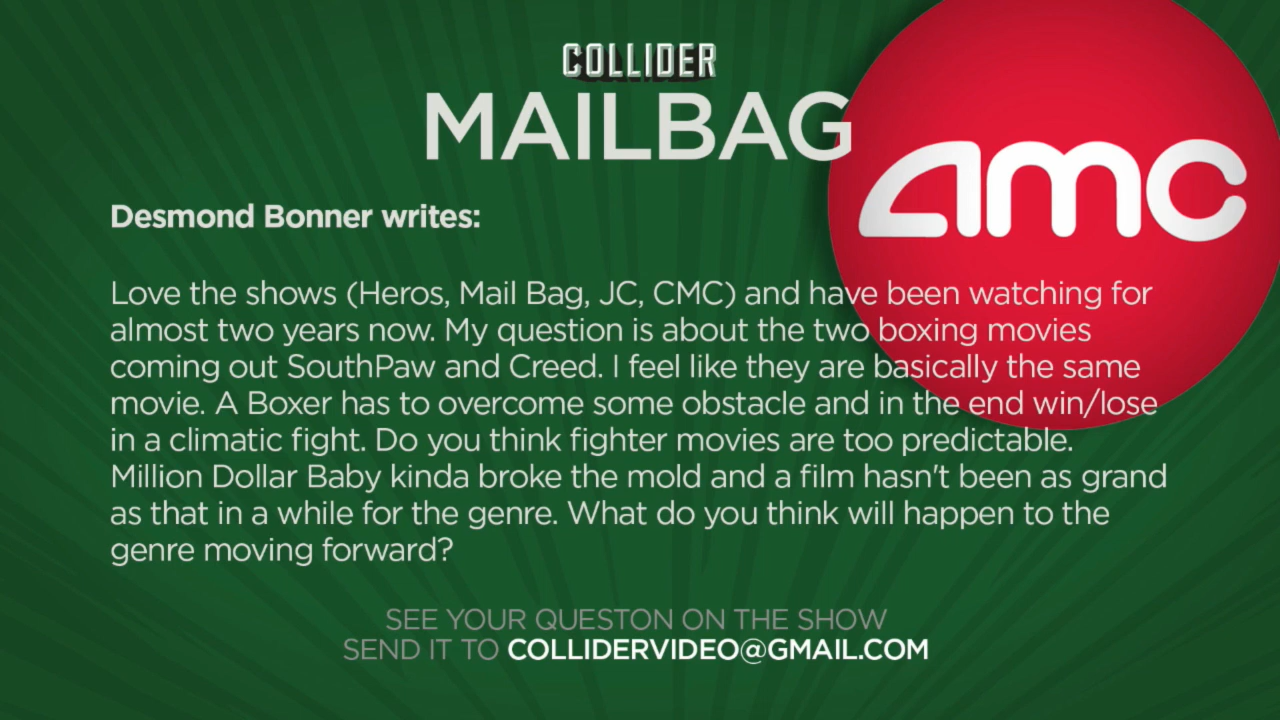 COLLIDER
MAILBAG
amc
Desmond Bonner writes:
Love the shows (Heros, Mail Bag, JC, CMC) and have been watching for
almost two years now. My question is about the two boxing movies
coming out SouthPaw and Creed. I feel like they are basically the same
movie. A Boxer has to overcome some obstacle and in the end win/lose
in a climatic fight. Do you think fighter movies are too predictable.
Million Dollar Baby kinda broke the mold and a film hasn't been as grand
as that in a while for the genre. What do you think will happen to the
genre moving forward?
SEE YOUR QUESTON ON THE SHOW
SEND IT TO COLLIDERVIDEO@GMAIL.COM